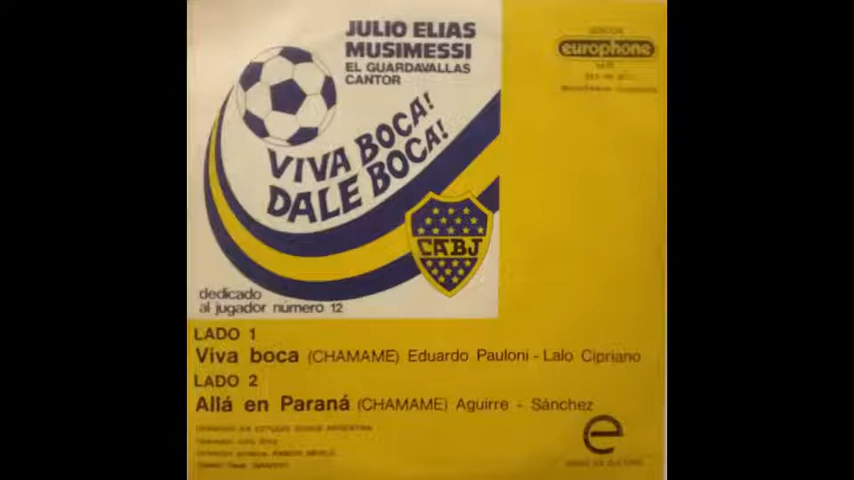 JULIO ELIAS
MUSIMESSI
EL GUARDAVALLAS
CANTOR
europhone
VIVA BOCA!
DALE BOCA!
CABJ
dedicado
al jugador número 12
LADO 1
Viva boca (CHAMAME) Eduardo Pauloni - Lalo Cipriano
LADO 2
Allá en Paraná (CHAMAME) Aguirre - Sánchez
e